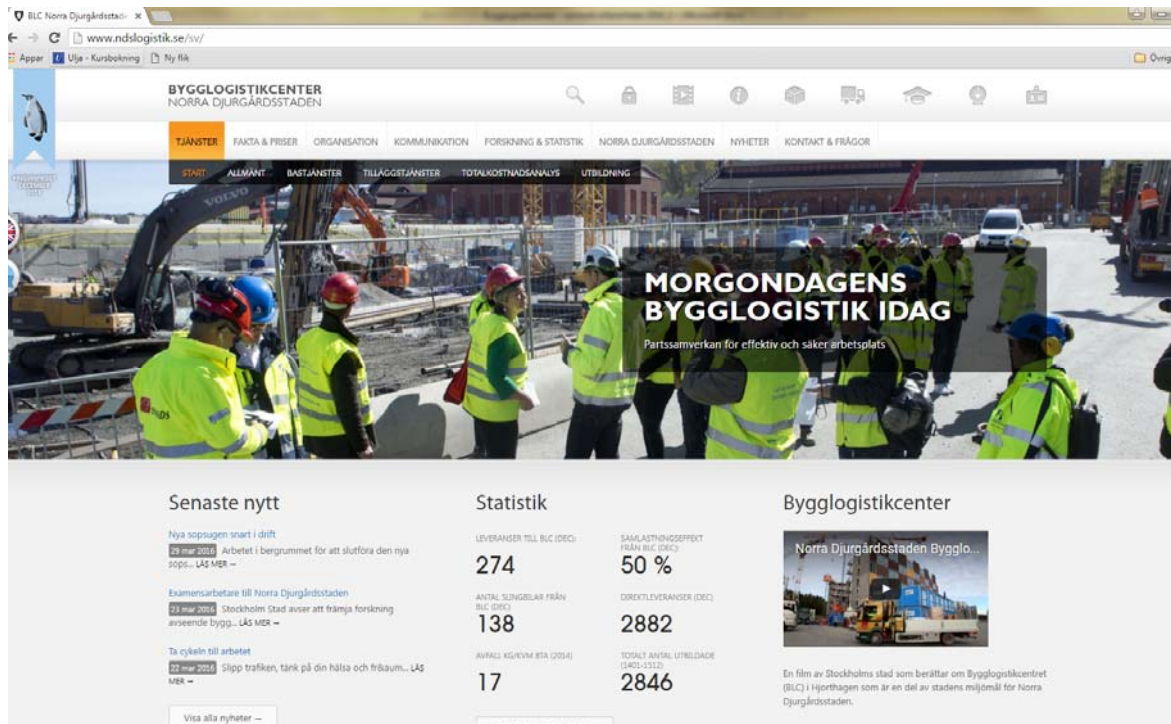 BLC Norra Djurgårdsstad
www.ndslogistik.se/sv/
Appar Ulja - Kursbokning Ny flik Övrig
BYGGLOGISTIKCENTER
NORRA DJURGÅRDSSTADEN
TJÄNSTER FAKTA & PRISER ORGANISATION KOMMUNIKATION FORSKNING & STATISTIK NORRA DJURGÅRDSSTADEN NYHETER KONTAKT & FRÅGOR
START ALLMÄNT BASTJÄNSTER TILLÄGGSTJÄNSTER TOTALKOSTNADSANALYS UTBILDNING
VOLVO
MORGONDAGENS
BYGGLOGISTIK IDAG
Partssamverkan för effektiv och säker arbetsplats
Senaste nytt
Nya sopsugen snart i drift
29 mar 2016 Arbetet i bergrummet för att slutföra den nya
sops... LÄS MER →
Examensarbetare till Norra Djurgårdsstaden
23 mar 2016 Stockholm Stad avser att främja forskning
avseende bygg... LÄS MER →
Ta cykeln till arbetet
22 mar 2016 Slipp trafiken, tänk på din hälsa och fr&aum... LÄS
MER →
Visa alla nyheter →
Statistik
LEVERANSER TILL BLC (DEC):
274
SAMLASTNINGSEFFEKT
FRÅN BLC (DEC):
50 %
ANTAL SLINGBILAR FRÅN
BLC (DEC)
138
DIREKTLEVERANSER (DEC)
2882
AVFALL KG/KVM BTA (2014)
17
TOTALT ANTAL UTBILDADE
(1401-1512)
2846
Bygglogistikcenter
Norra Djurgårdsstaden Bygglo...
En film av Stockholms stad som berättar om Bygglogistikcentret
(BLC) i Hjorthagen som är en del av stadens miljömål för Norra
Djurgårdsstaden.